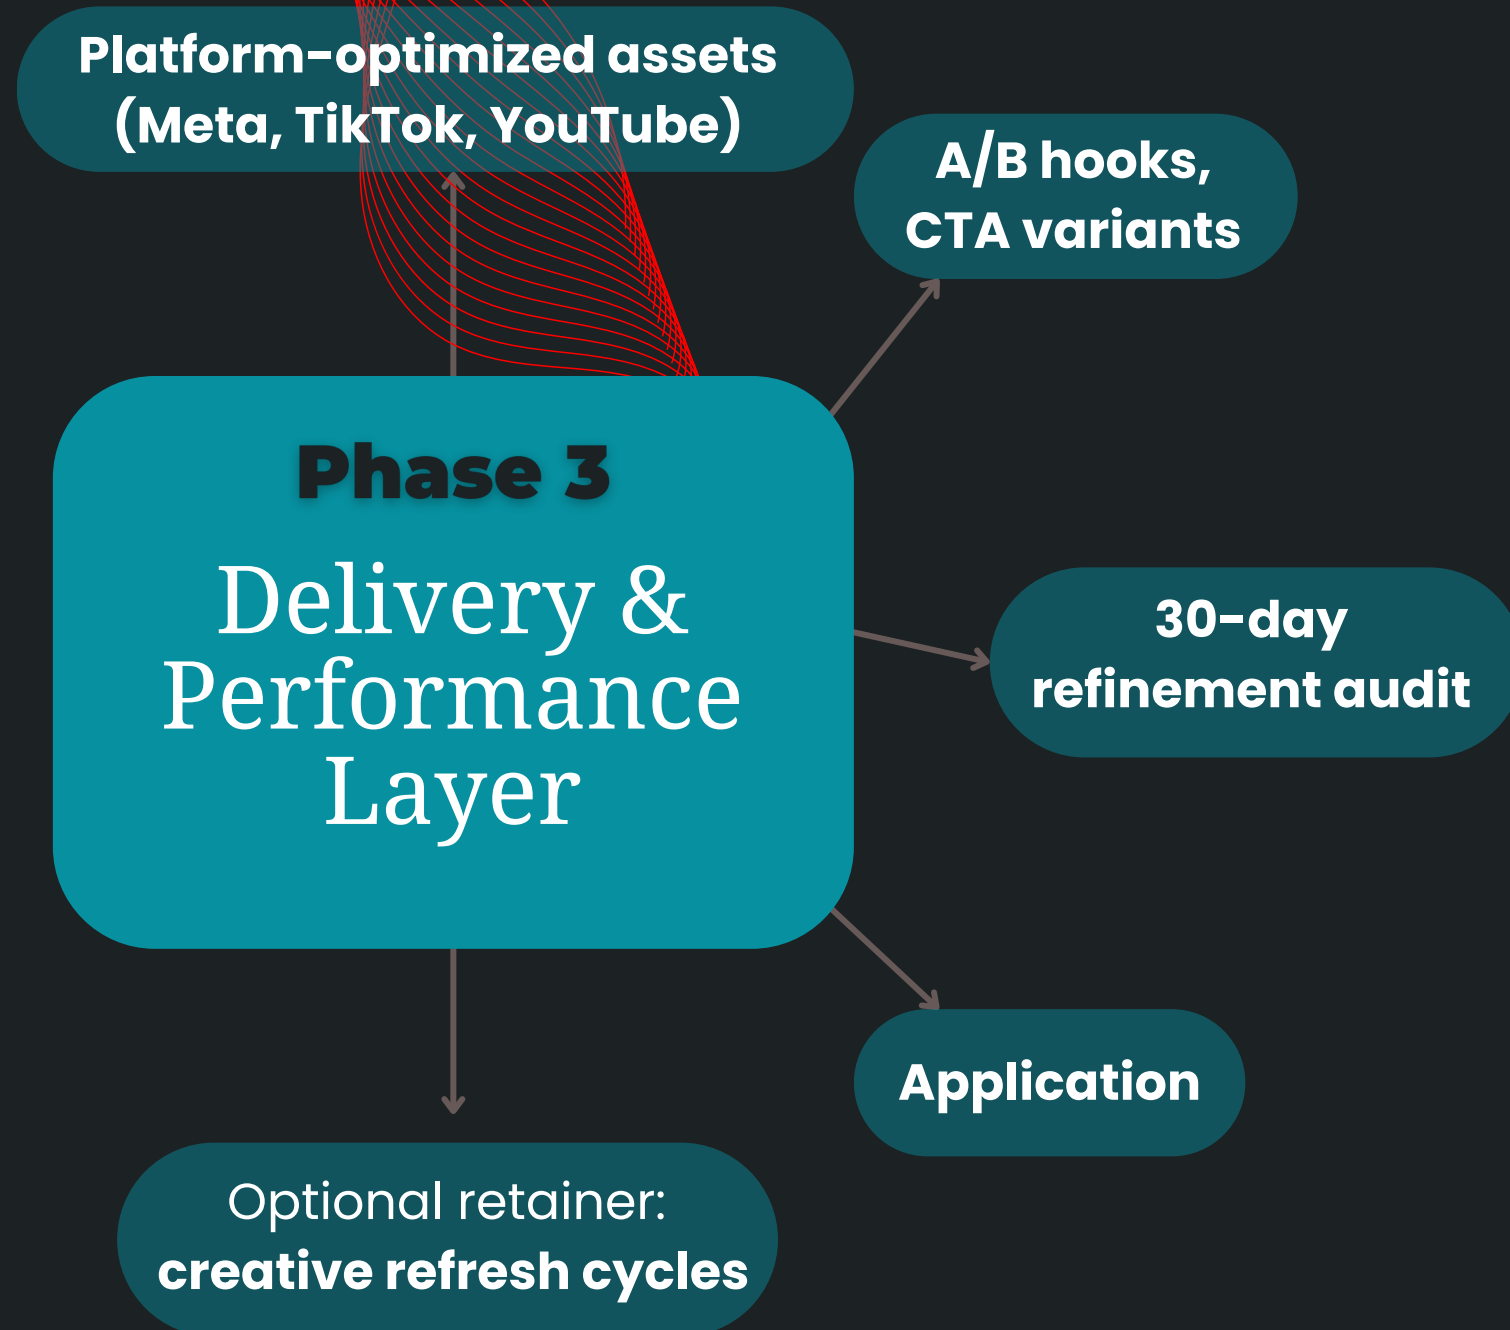 Platform-optimized assets
(Meta, TikTok, YouTube)
A/B hooks,
CTA variants
Phase 3
Delivery &
Performance
Layer
30-day
refinement audit
Application
Optional retainer:
creative refresh cycles